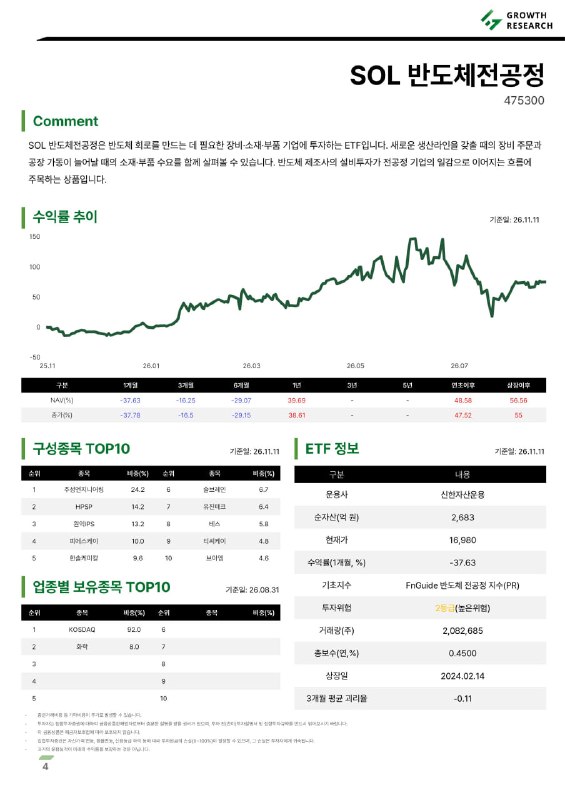 GROWTH
RESEARCH
SOL 반도체전공정
475300
Comment
SOL 반도체전공정은 반도체 회로를 만드는 데 필요한 장비·소재·부품 기업에 투자하는 ETF입니다. 새로운 생산라인을 갖출 때의 장비 주문과
공장 가동이 늘어날 때의 소재·부품 수요를 함께 살펴볼 수 있습니다. 반도체 제조사의 설비투자가 전공정 기업의 일감으로 이어지는 흐름에
주목하는 상품입니다.
수익률 추이
기준일: 26.11.11
150
100
50
0
-50
25.11 26.01 26.03 26.05 26.07
구분 1개월 3개월 6개월 1년 3년 5년 연초이후 상장이후
NAV(%) -37.63 -16.25 -29.07 39.69 - - 48.58 56.56
종가(%) -37.78 -16.5 -29.15 38.61 - - 47.52 55
구성종목 TOP10
기준일: 26.11.11
순위 종목 비중(%) 순위 종목 비중(%)
1 주성엔지니어링 24.2 6 솔브레인 6.7
2 HPSP 14.2 7 유진테크 6.4
3 원익IPS 13.2 8 테스 5.8
4 피에스케이 10.0 9 티씨케이 4.8
5 한솔케미칼 9.6 10 브이엠 4.6
업종별 보유종목 TOP10
기준일: 26.08.31
순위 종목 비중(%) 순위 종목 비중(%)
1 KOSDAQ 92.0 6
2 화학 8.0 7
3 8
4 9
5 10
ETF 정보
기준일: 26.11.11
구분 내용
운용사 신한자산운용
순자산(억 원) 2,683
현재가 16,980
수익률(1개월, %) -37.63
기초지수 FnGuide 반도체 전공정 지수(PR)
투자위험 2등급(높은위험)
거래량(주) 2,082,685
총보수(연,%) 0.4500
상장일 2024.02.14
3개월 평균 괴리율 -0.11
4